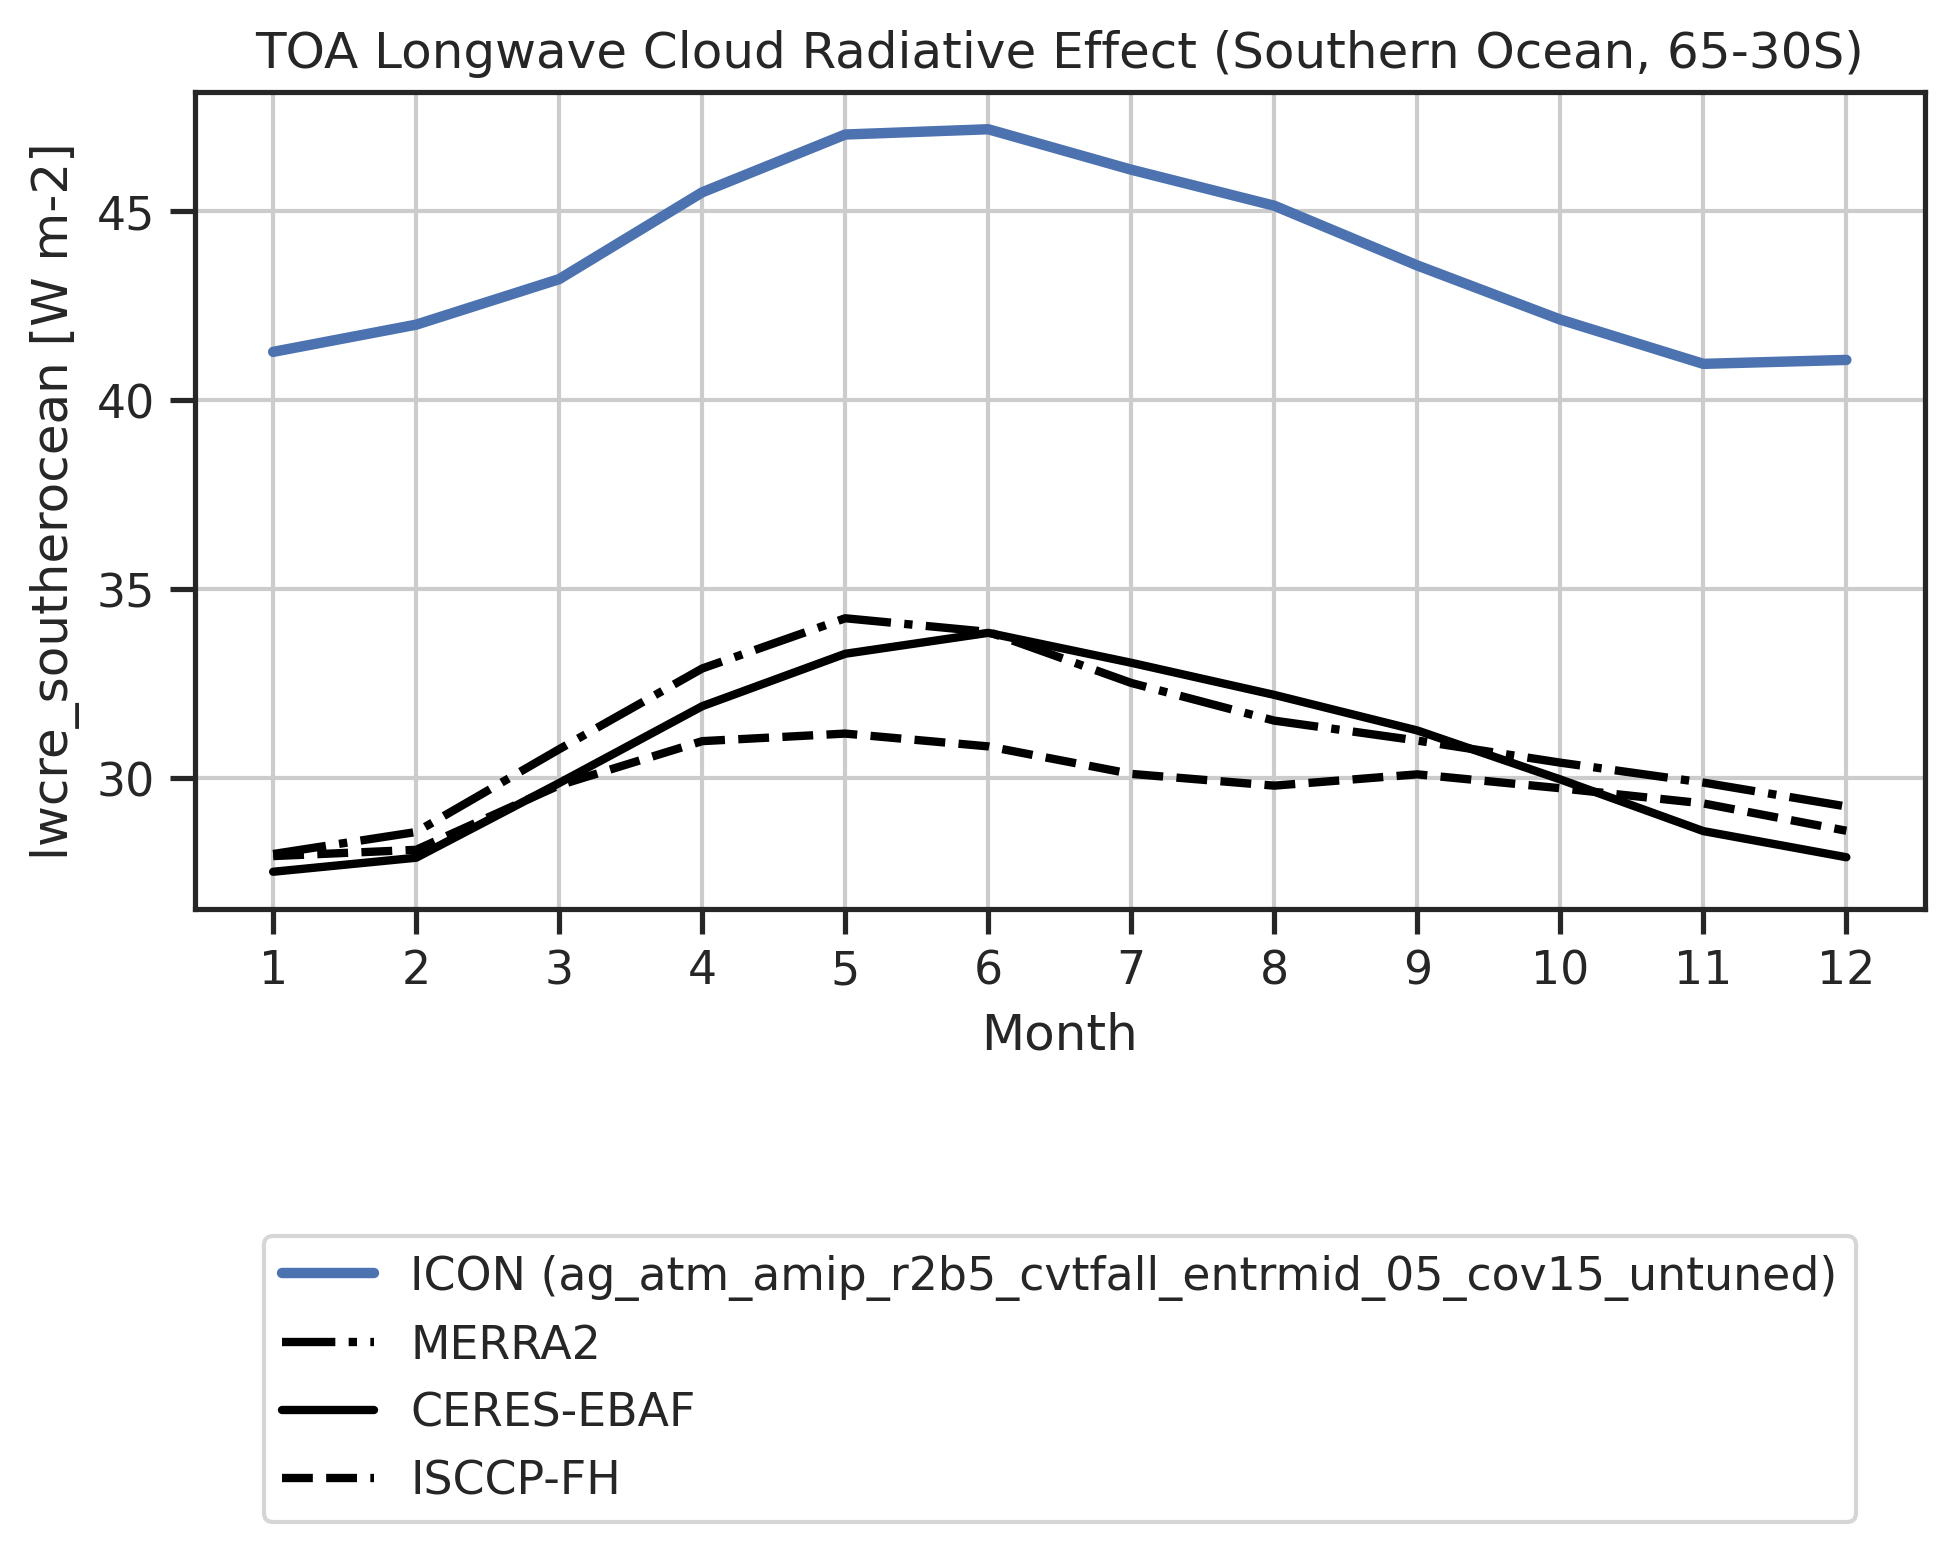 TOA Longwave Cloud Radiative Effect (Southern Ocean, 65-30S)
lwcre_southerocean [W m-2]
45
40
35
30
1 2 3 4 5 6 7 8 9 10 11 12
Month
ICON (ag_atm_amip_r2b5_cvtfall_entrmid_05_cov15_untuned)
MERRA2
CERES-EBAF
ISCCP-FH